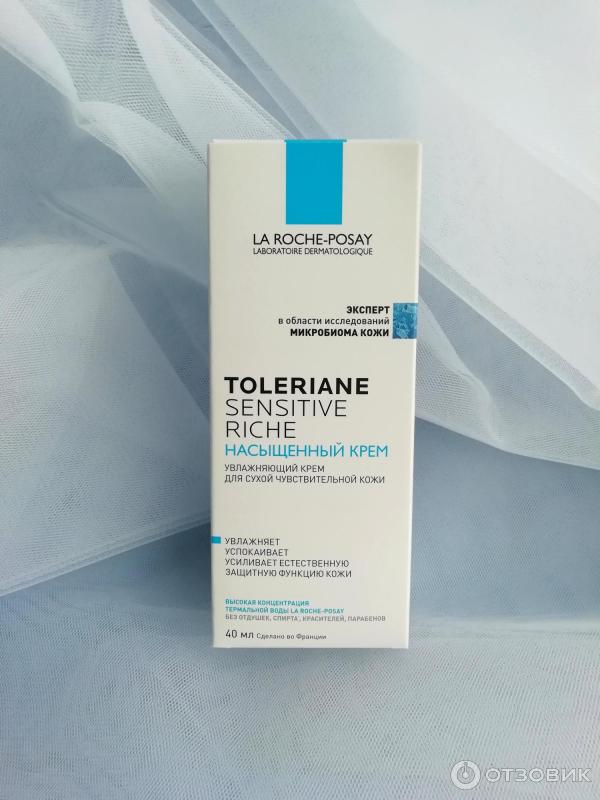 LA ROCHE-POSAY
LABORATOIRE DERMATOLOGIQUE
ЭКСПЕРТ
в области исследований
МИКРОБИОМА КОЖИ
TOLERIANE
SENSITIVE
RICHE
НАСЫЩЕННЫЙ КРЕМ
УВЛАЖНЯЮЩИЙ КРЕМ
ДЛЯ СУХОЙ ЧУВСТВИТЕЛЬНОЙ КОЖИ
УВЛАЖНЯЕТ
УСПОКАИВАЕТ
УСИЛИВАЕТ ЕСТЕСТВЕННУЮ
ЗАЩИТНУЮ ФУНКЦИЮ КОЖИ
ВЫСОКАЯ КОНЦЕНТРАЦИЯ
ТЕРМАЛЬНОЙ ВОДЫ LA ROCHE-POSAY
БЕЗ ОТДУШЕК, СПИРТА*, КРАСИТЕЛЕЙ, ПАРАБЕНОВ
40 МЛ Сделано во Франции
ОТЗОВИК